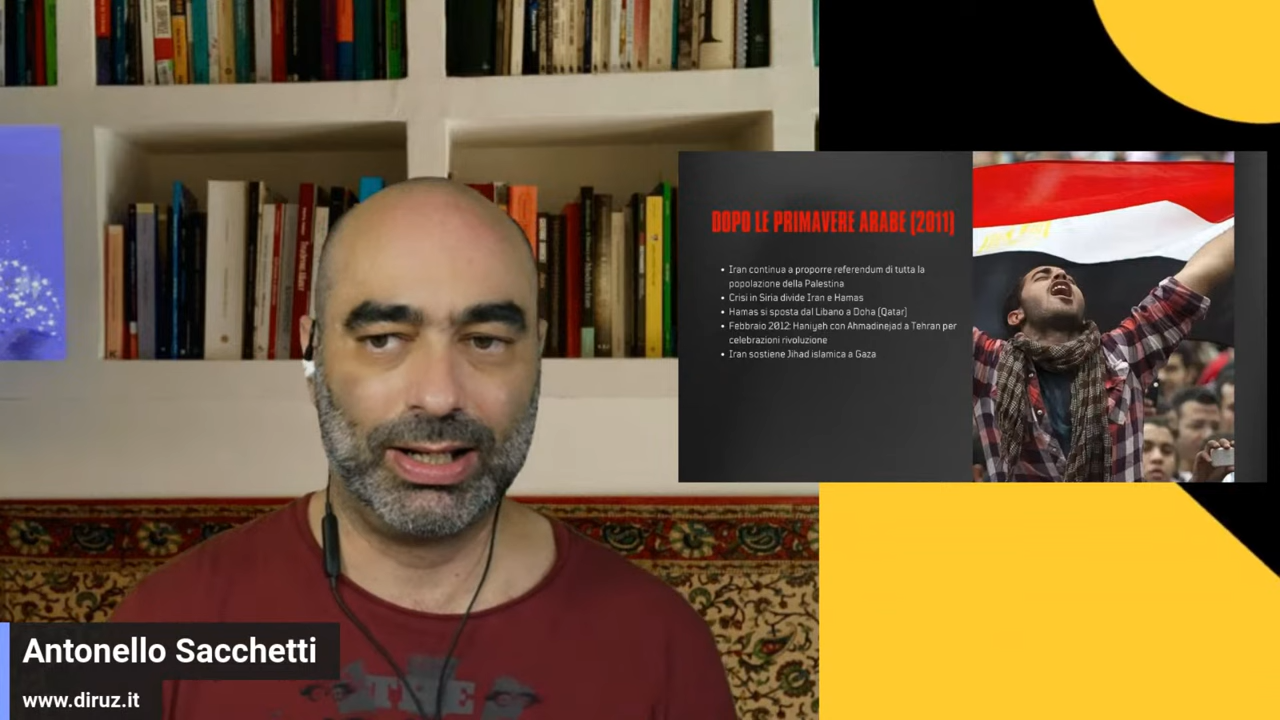 DOPO LE PRIMAVERE ARABE (2011)
• Iran continua a proporre referendum di tutta la
popolazione della Palestina
• Crisi in Siria divide Iran e Hamas
• Hamas si sposta dal Libano a Doha (Qatar)
• Febbraio 2012: Haniyeh con Ahmadinejad a Tehran per
celebrazioni rivoluzione
• Iran sostiene Jihad islamica a Gaza
Antonello Sacchetti
www.diruz.it
THE